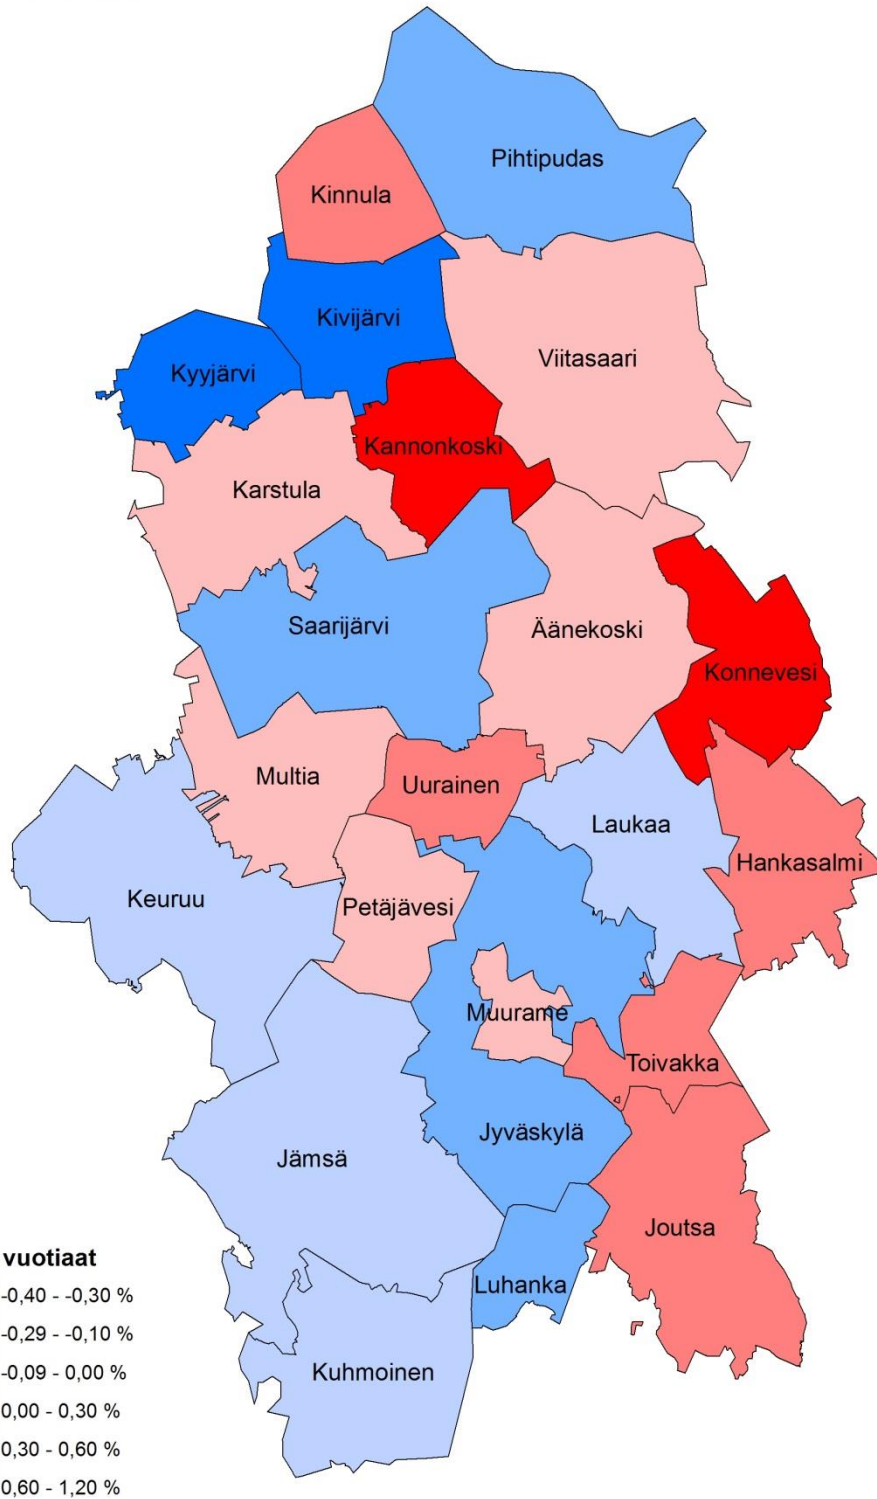 Pihtipudas
Kinnula
Kivijärvi
Viitasaari
Kyyjärvi
Kannonkoski
Karstula
Saarijärvi
Äänekoski
Konnevesi
Multia
Uurainen
Laukaa
Hankasalmi
Keuruu
Petäjävesi
Muurame
Toivakka
Jyväskylä
Jämsä
Joutsa
Luhanka
Kuhmoinen
vuotiaat
-0,40 - -0,30 %
-0,29 - -0,10 %
-0,09 - 0,00 %
0,00 - 0,30 %
0,30 - 0,60 %
0,60 - 1,20 %